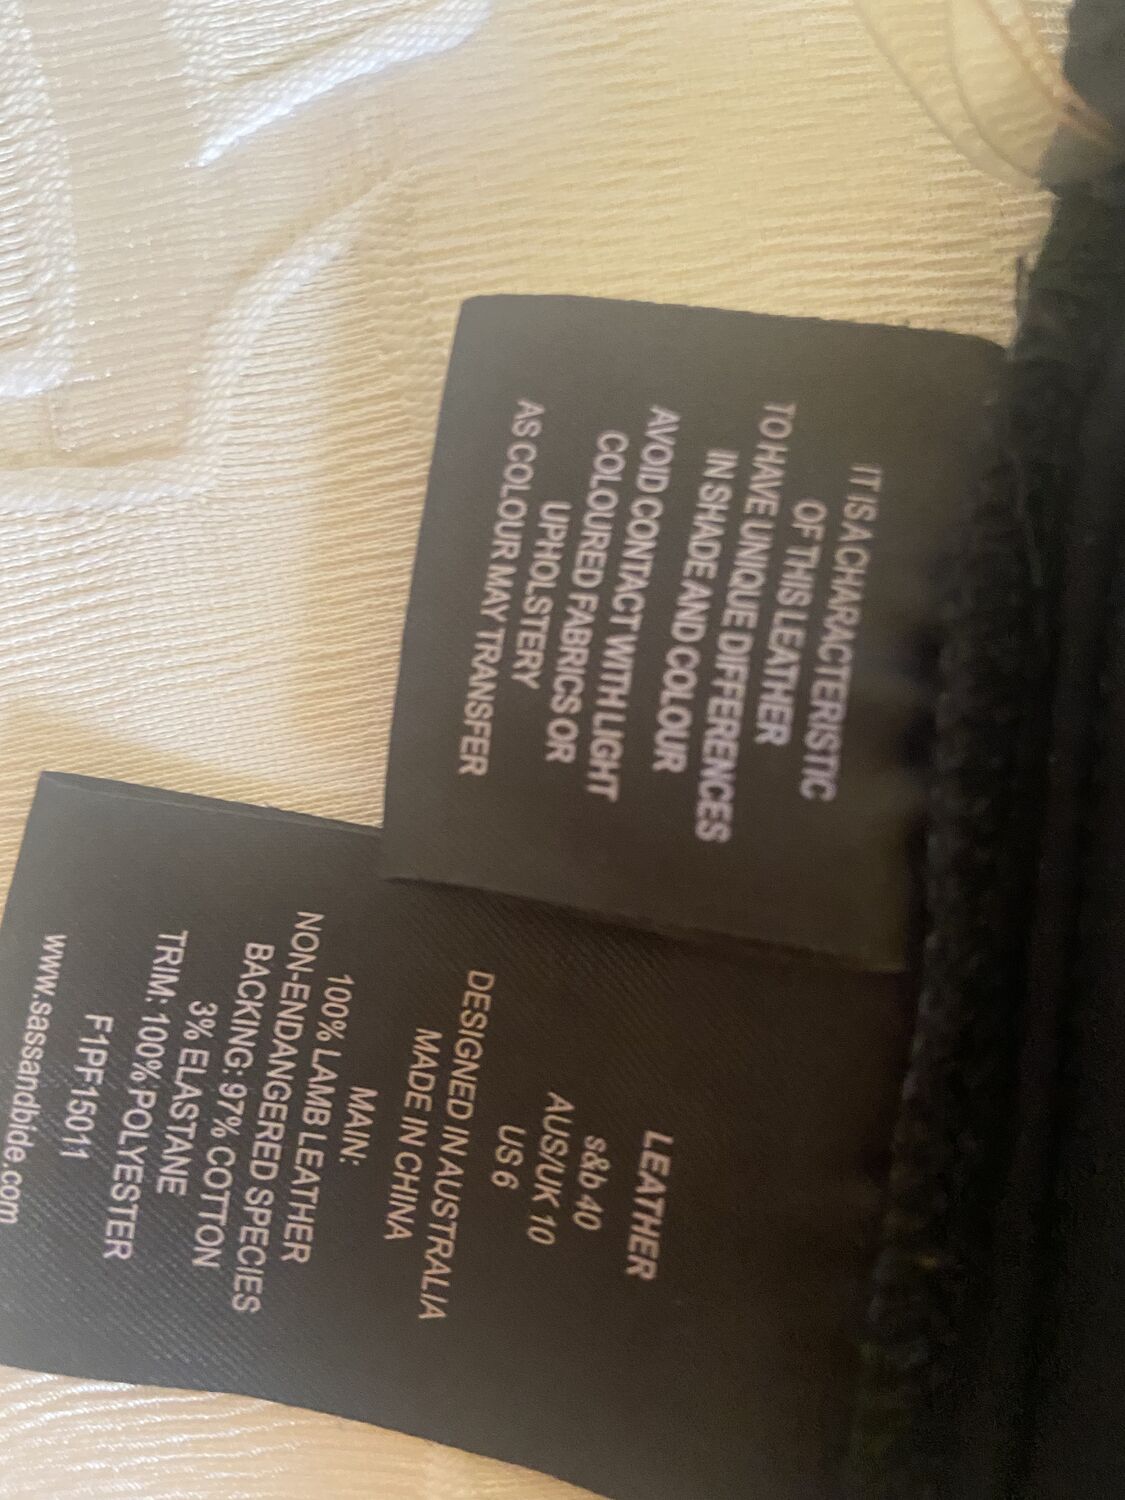 IT IS A CHARACTERISTIC
OF THIS LEATHER
TO HAVE UNIQUE DIFFERENCES
IN SHADE AND COLOUR
AVOID CONTACT WITH LIGHT
COLOURED FABRICS OR
UPHOLSTERY
AS COLOUR MAY TRANSFER
LEATHER
s&b 40
AUS/UK 10
US 6
DESIGNED IN AUSTRALIA
MADE IN CHINA
MAIN:
100% LAMB LEATHER
NON-ENDANGERED SPECIES
BACKING: 97% COTTON
3% ELASTANE
TRIM: 100% POLYESTER
F1PF15011
www.sassandbide.com